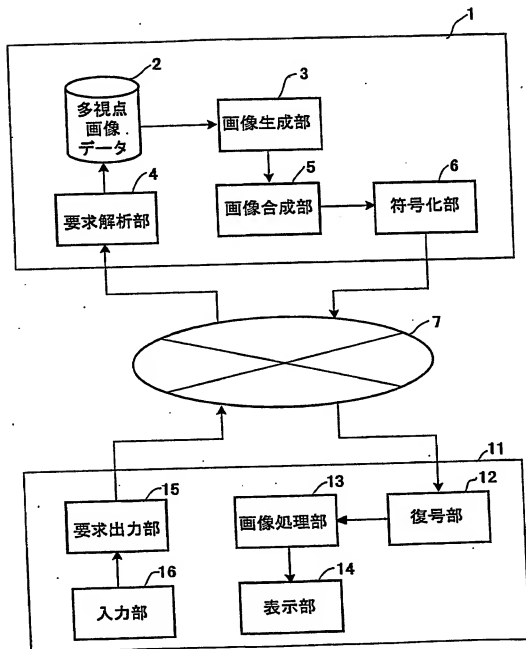 1
2
3
多視点
画像
データ
画像生成部
4
5
6
要求解析部
画像合成部
符号化部
7
11
15
13
12
要求出力部
画像処理部
復号部
16
14
入力部
表示部